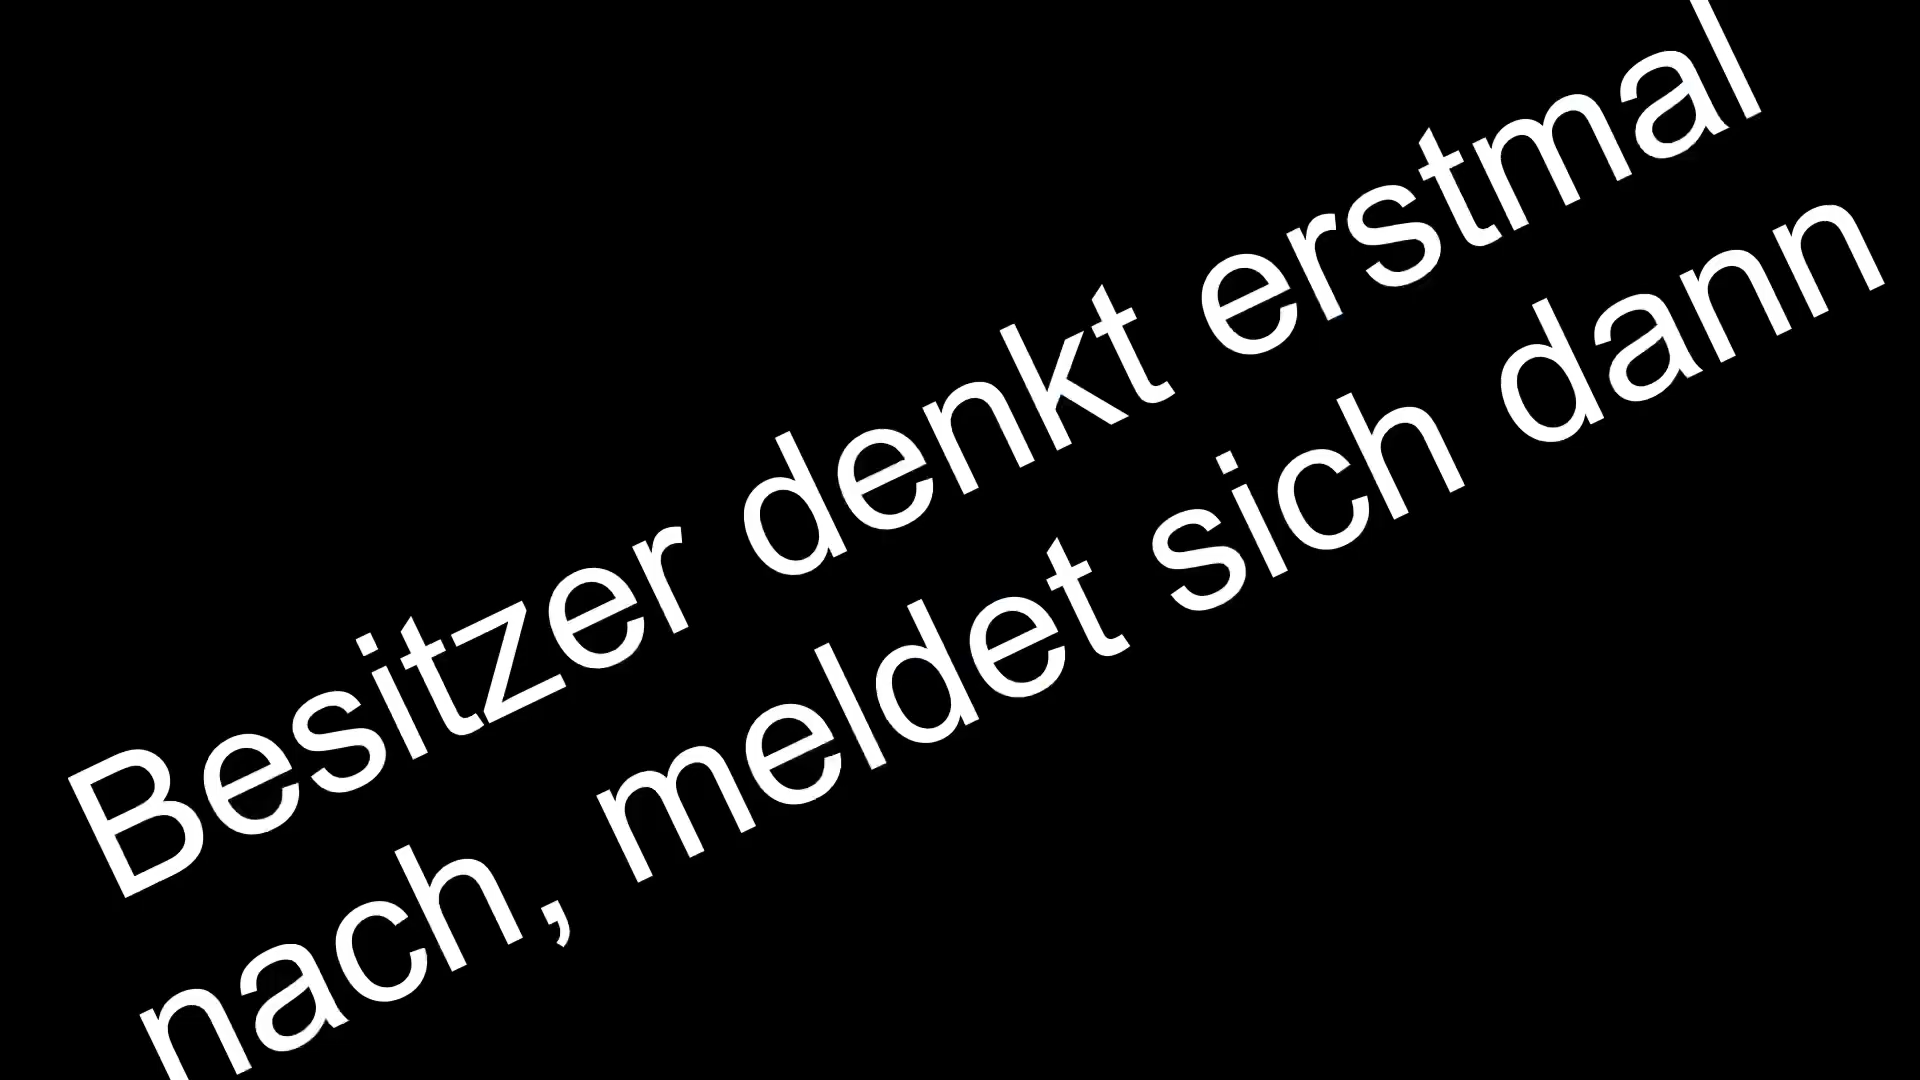 Besitzer denkt erstmal
nach, meldet sich dann